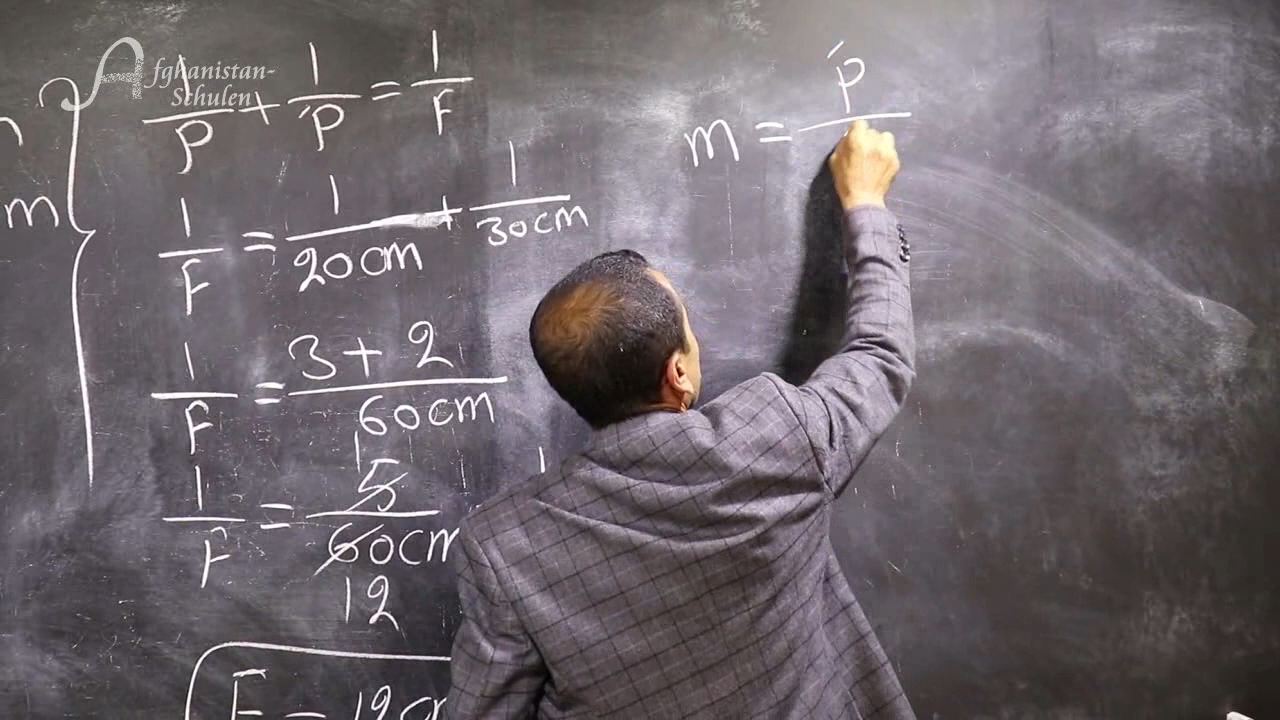 Afghanistan-
Schulen
1/P + 1/'P = 1/F
1/F = 1/20cm + 1/30cm
1/F = 3 + 2/60cm
1/F = 5/60cm
1
12
F = 12c
m = 'P/
m